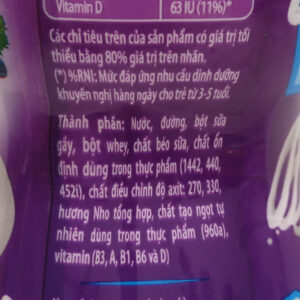 Vitamin D 63 IU (11%)*
Các chỉ tiêu trên của sản phẩm có giá trị tối
thiểu bằng 80% giá trị trên nhãn.
(*) %RNI: Mức đáp ứng nhu cầu dinh dưỡng
khuyến nghị hàng ngày cho trẻ từ 3-5 tuổi.
Thành phần: Nước, đường, bột sữa
gầy, bột whey, chất béo sữa, chất ổn
định dùng trong thực phẩm (1442, 440,
452i), chất điều chỉnh độ axit: 270, 330,
hương Nho tổng hợp, chất tạo ngọt tự
nhiên dùng trong thực phẩm (960a),
vitamin (B3, A, B1, B6 và D)